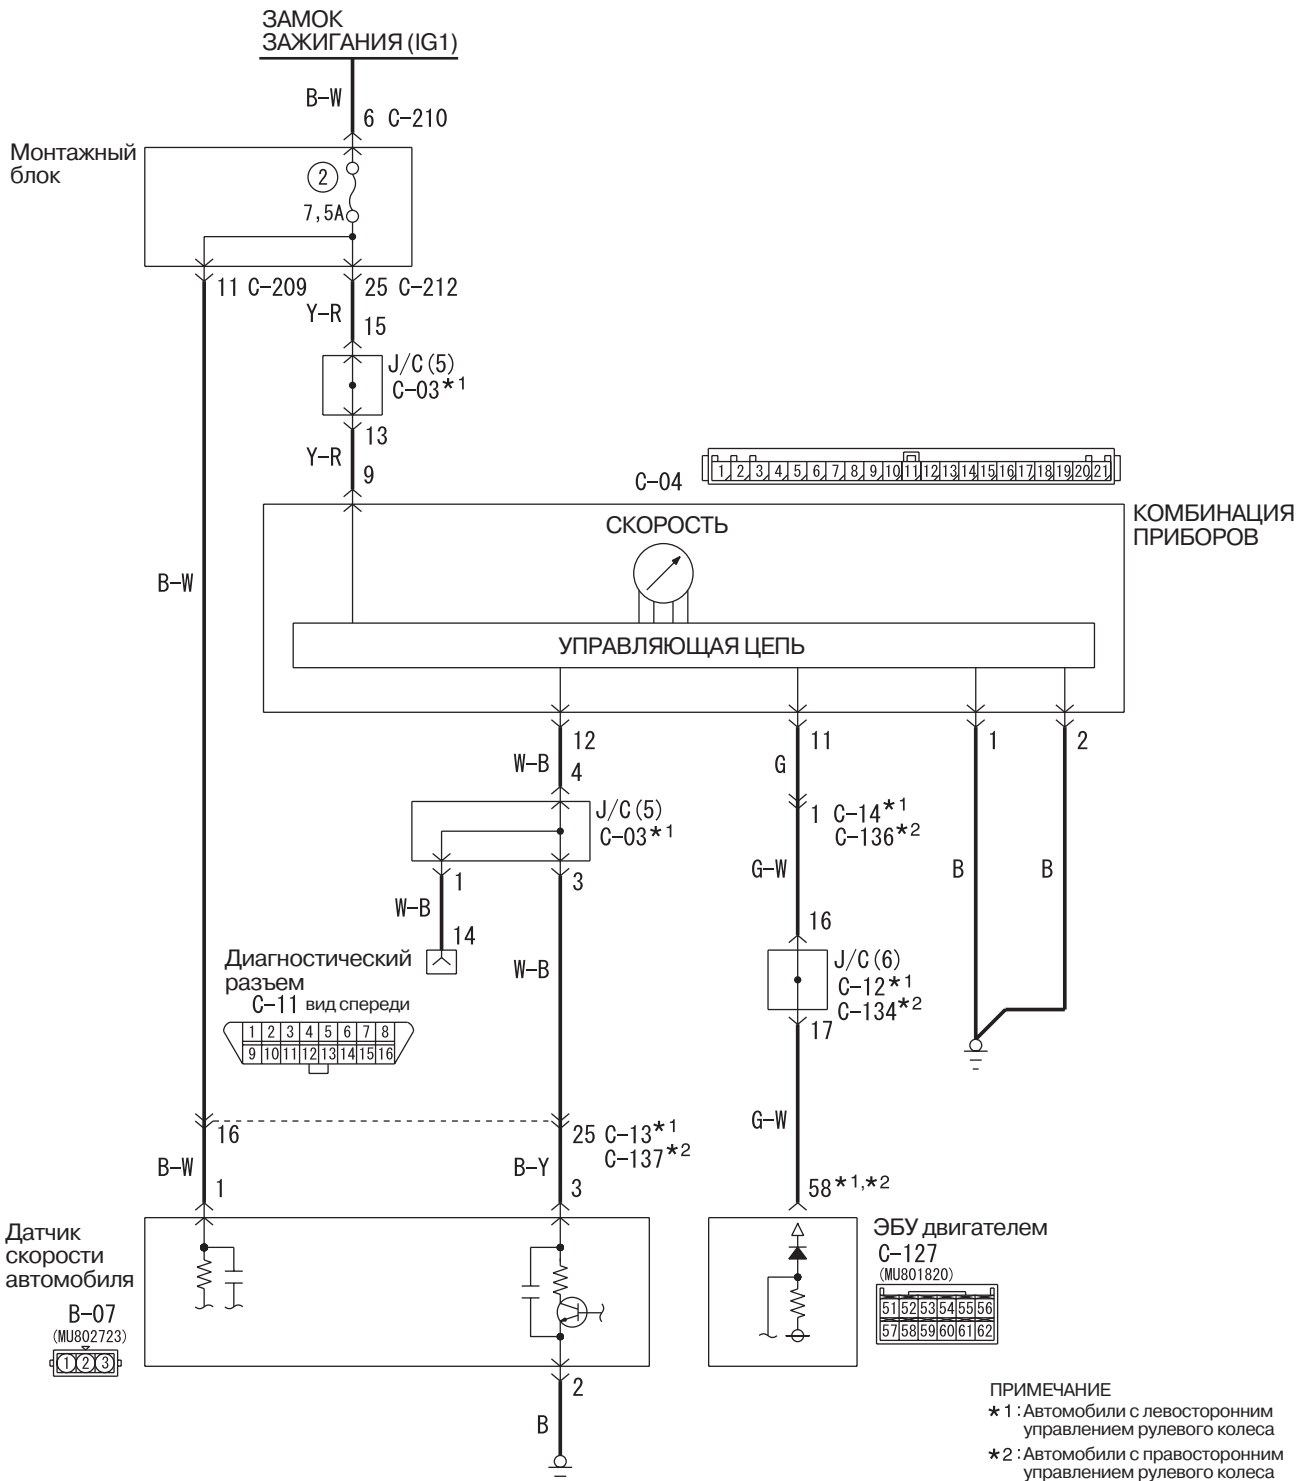 ЗАМОК
ЗАЖИГАНИЯ (IG1)
B-W
6 C-210
Монтажный
блок
2
7,5A
11 C-209
25 C-212
Y-R
15
J/C(5)
C-03*1
13
Y-R
9
C-04
1 2 3 4 5 6 7 8 9 10 11 12 13 14 15 16 17 18 19 20 21
КОМБИНАЦИЯ
ПРИБОРОВ
СКОРОСТЬ
B-W
УПРАВЛЯЮЩАЯ ЦЕПЬ
12
11
1
2
W-B
4
G
J/C(5)
C-03*1
1 C-14*1
C-136*2
1
3
G-W
B
B
W-B
14
16
Диагностический
разъем
C-11 вид спереди
W-B
J/C(6)
C-12*1
C-134*2
17
1 2 3 4 5 6 7 8
9 10 11 12 13 14 15 16
G-W
16
25 C-13*1
C-137*2
B-W
1
B-Y
3
58*1,*2
Датчик
скорости
автомобиля
B-07
(MU802723)
1 2 3
ЭБУ двигателем
C-127
(MU801820)
51 52 53 54 55 56
57 58 59 60 61 62
2
B
ПРИМЕЧАНИЕ
*1:Автомобили с левосторонним
управлением рулевого колеса
*2:Автомобили с правосторонним
управлением рулевого колеса